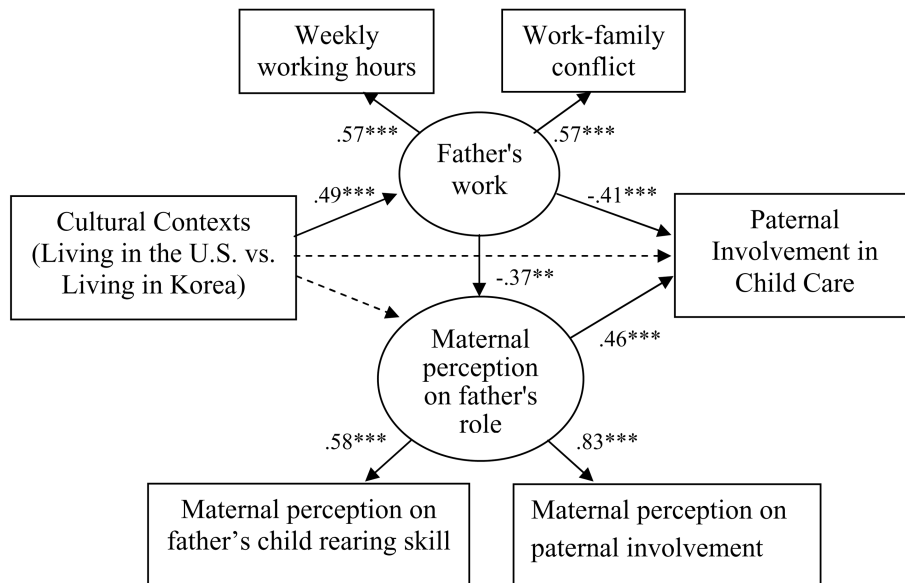 Weekly
working hours
Work-family
conflict
.57***
.57***
Father's
work
.49***
-.41***
Cultural Contexts
(Living in the U.S. vs.
Living in Korea)
Paternal
Involvement in
Child Care
-.37**
Maternal
perception
on father's
role
.46***
.58***
.83***
Maternal perception on
father’s child rearing skill
Maternal perception on
paternal involvement